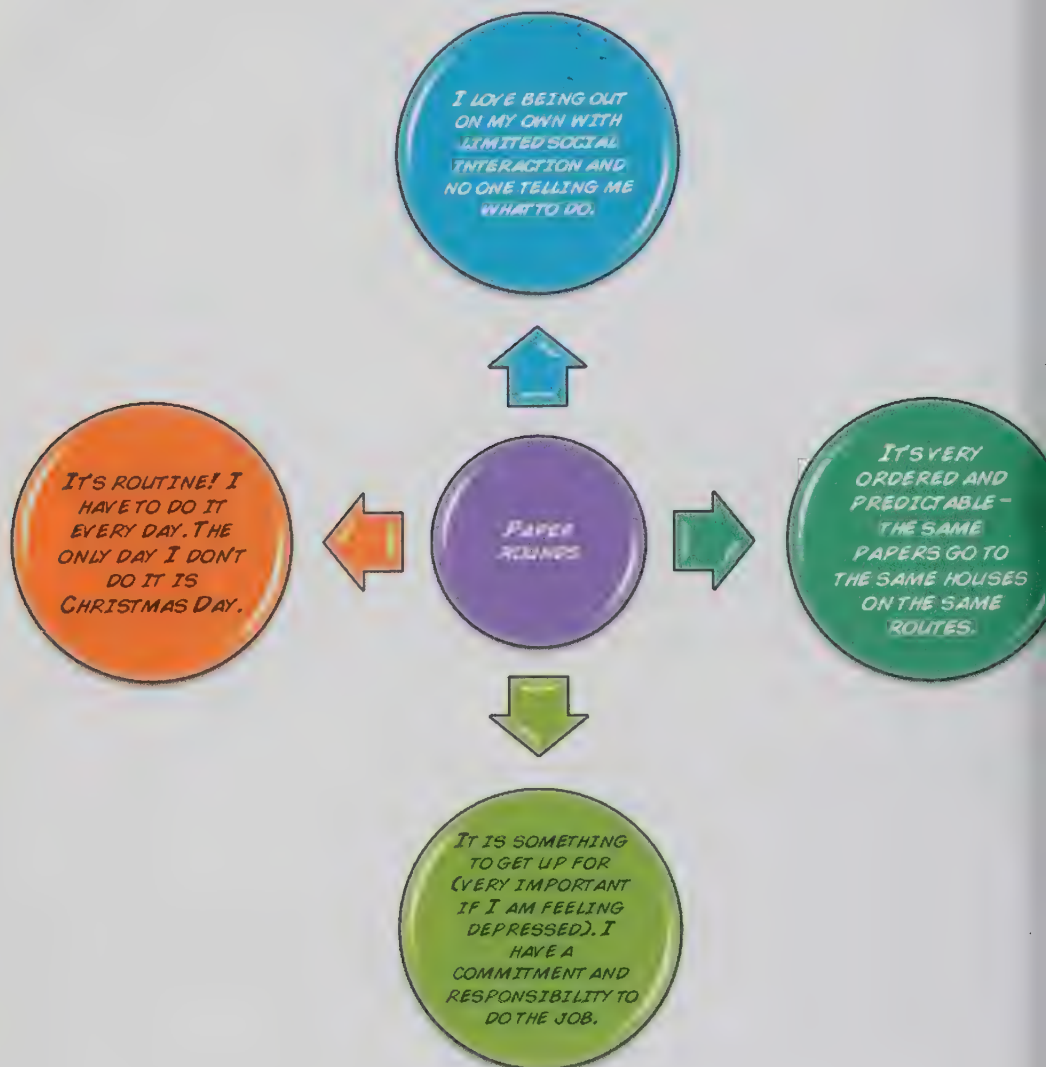 I LOVE BEING OUT
ON MY OWN WITH
LIMITED SOCIAL
INTERACTION AND
NO ONE TELLING ME
WHAT TO DO.
IT'S ROUTINE! I
HAVE TO DO IT
EVERY DAY. THE
ONLY DAY I DON'T
DO IT IS
CHRISTMAS DAY.
PAPER
ROUNDS
IT'S VERY
ORDERED AND
PREDICTABLE –
THE SAME
PAPERS GO TO
THE SAME HOUSES
ON THE SAME
ROUTES.
IT IS SOMETHING
TO GET UP FOR
(VERY IMPORTANT
IF I AM FEELING
DEPRESSED). I
HAVE A
COMMITMENT AND
RESPONSIBILITY TO
DO THE JOB.